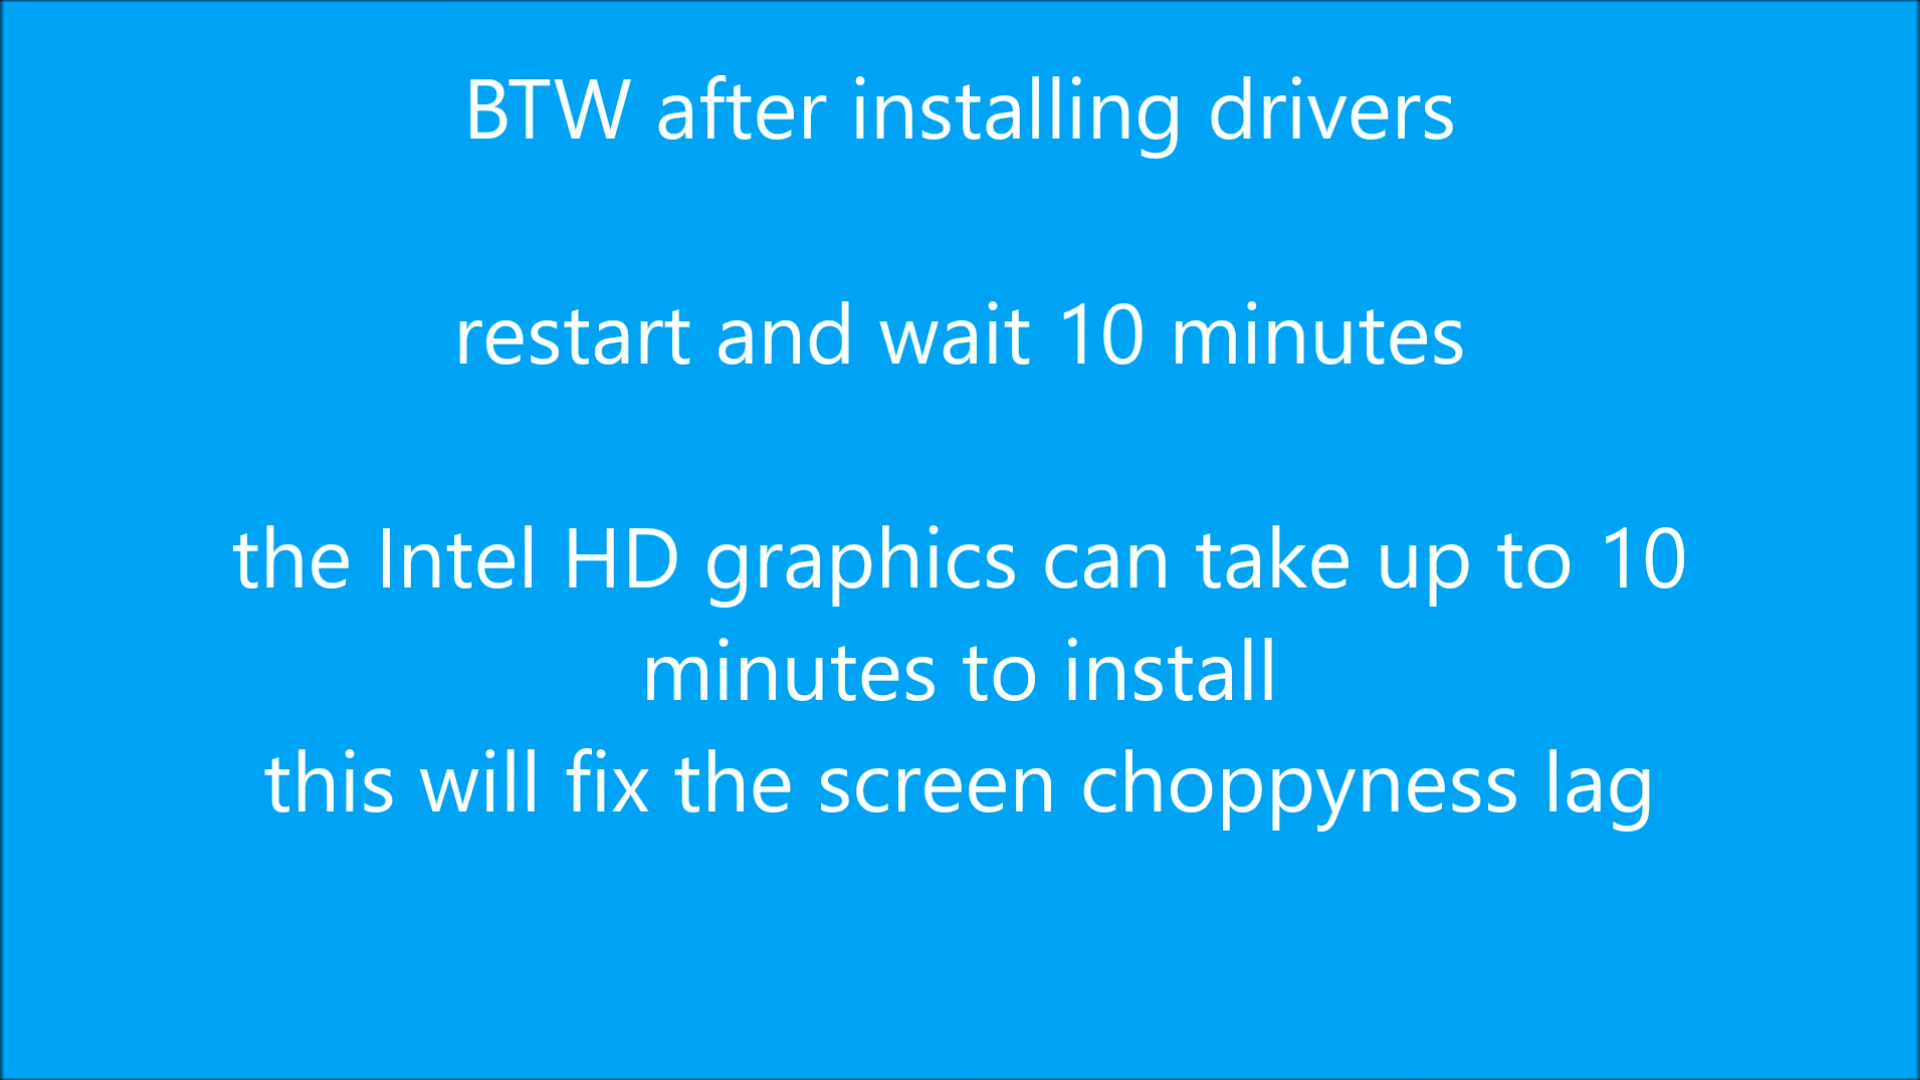 BTW after installing drivers
restart and wait 10 minutes
the Intel HD graphics can take up to 10
minutes to install
this will fix the screen choppyness lag